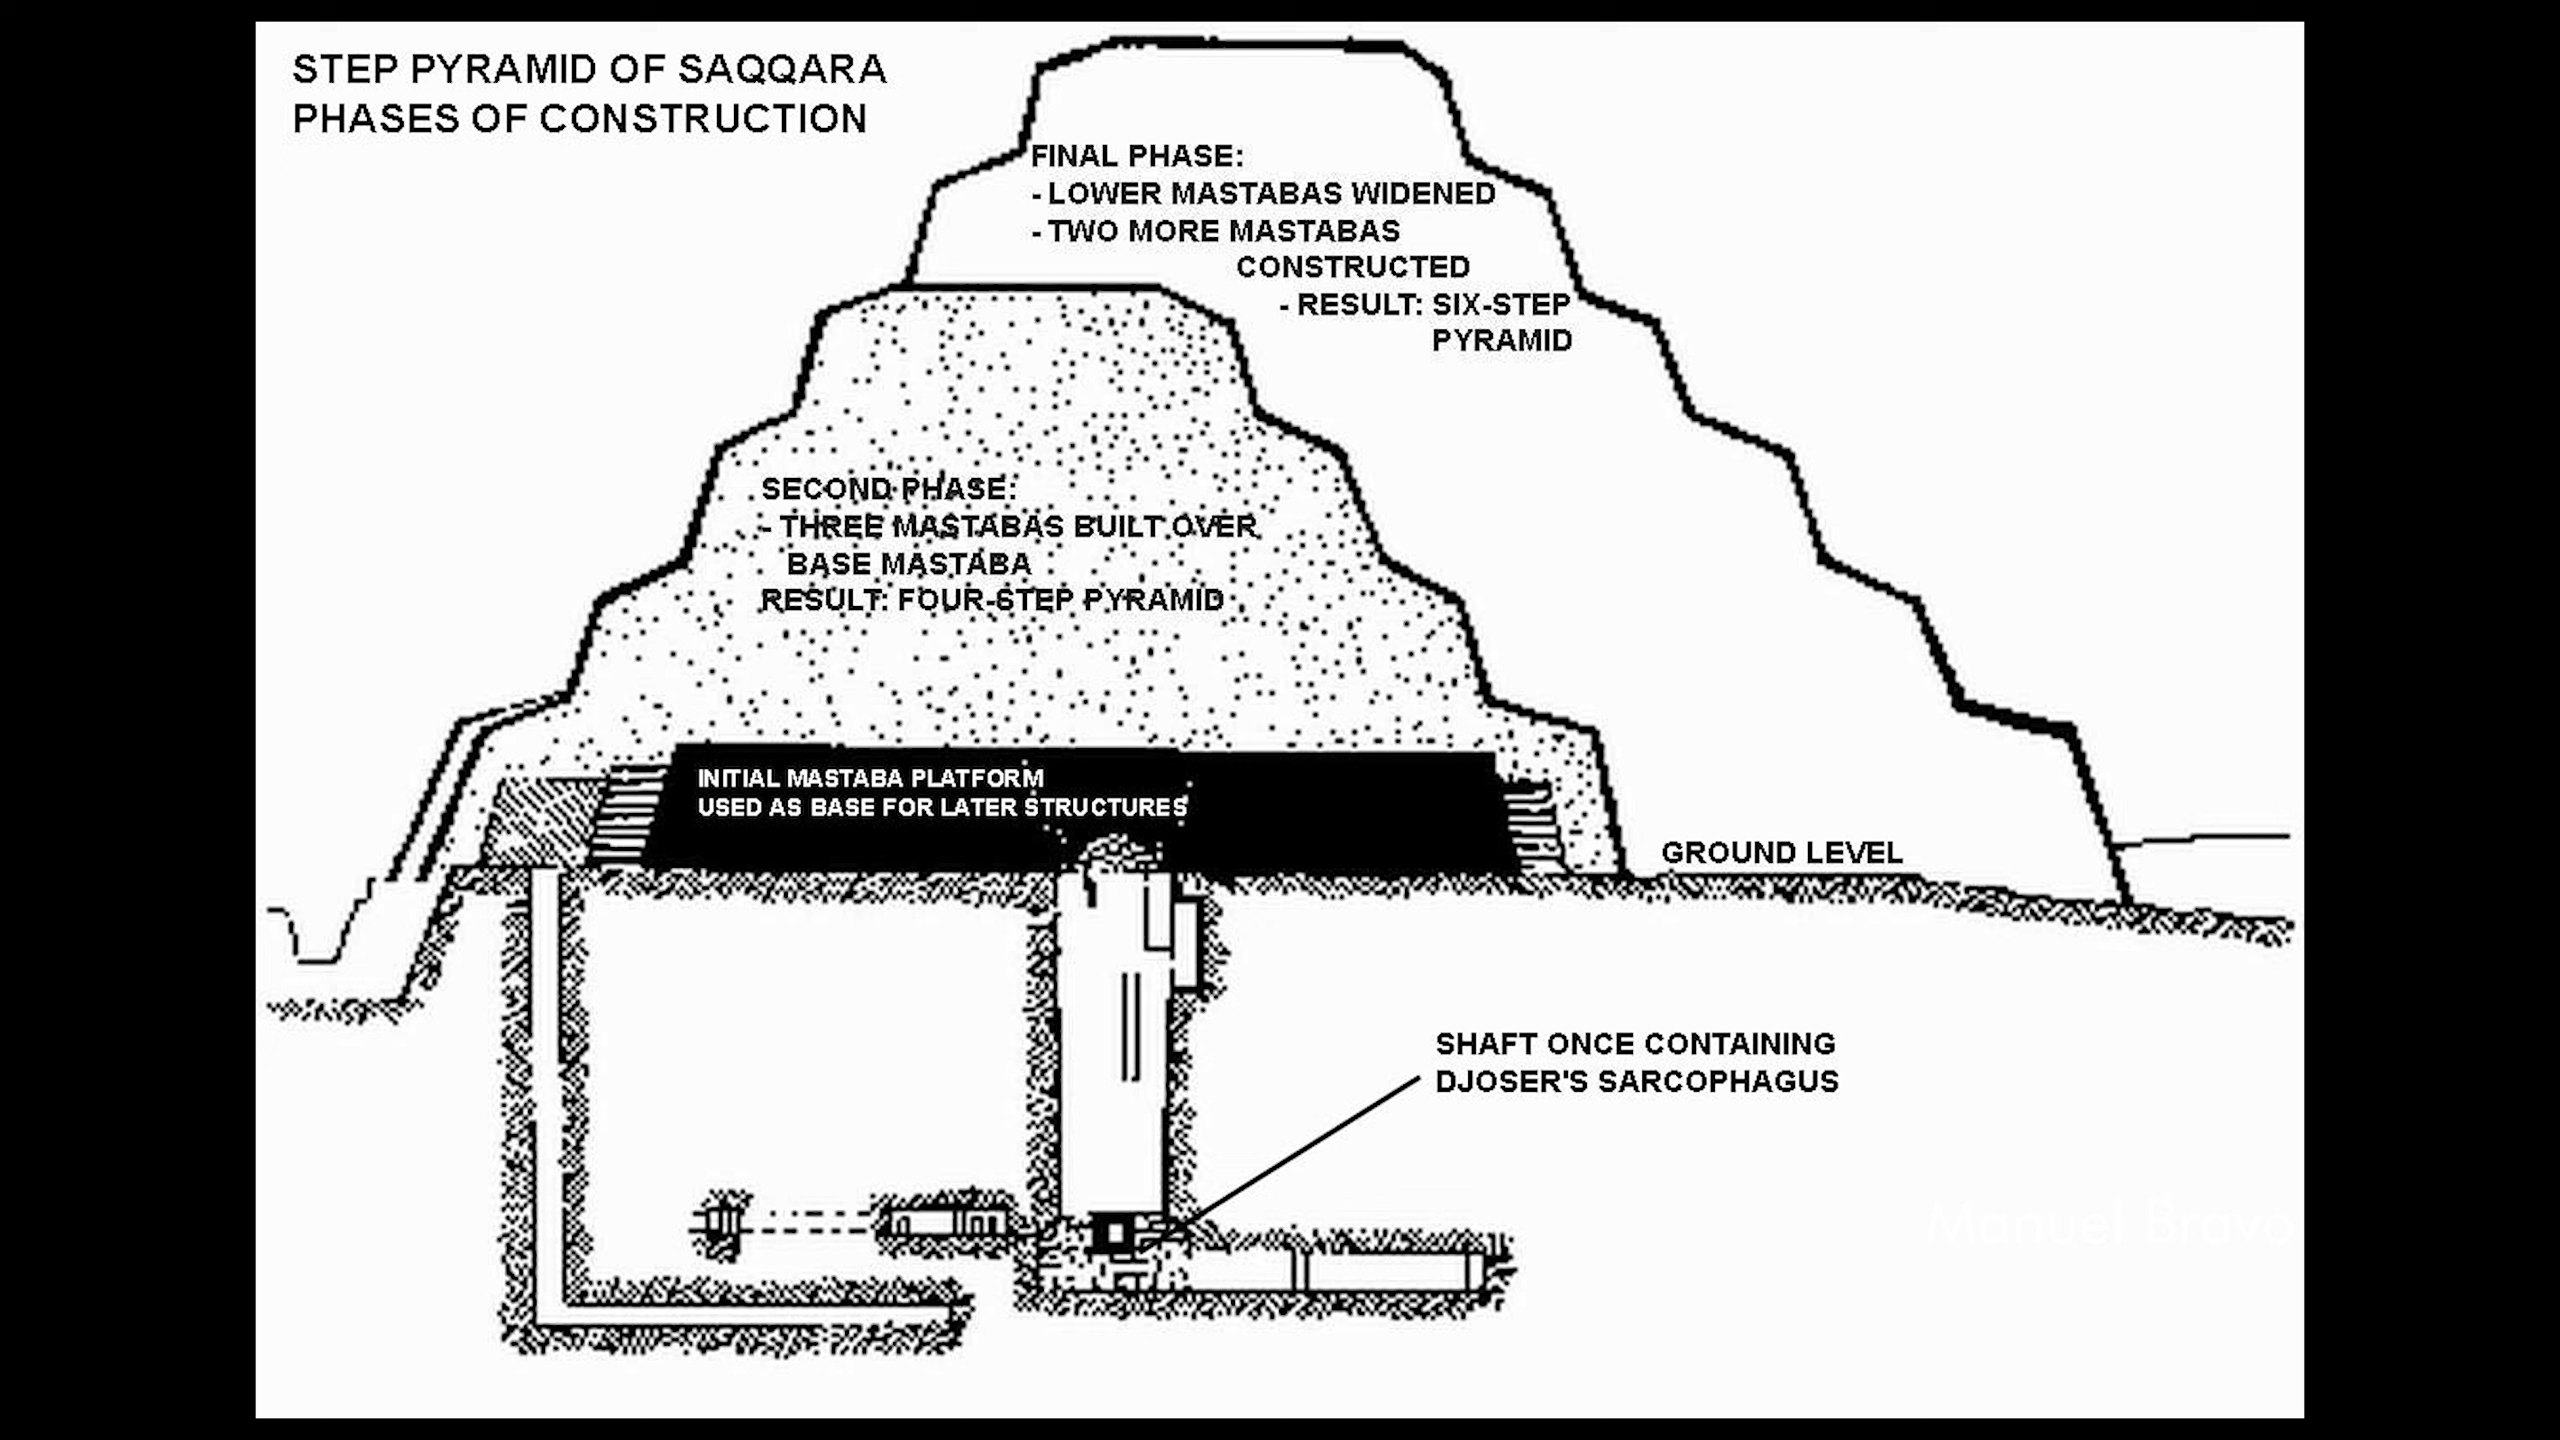 STEP PYRAMID OF SAQQARA
PHASES OF CONSTRUCTION
FINAL PHASE:
- LOWER MASTABAS WIDENED
- TWO MORE MASTABAS
CONSTRUCTED
- RESULT: SIX-STEP
PYRAMID
SECOND PHASE:
- THREE MASTABAS BUILT OVER
BASE MASTABA
RESULT: FOUR-STEP PYRAMID
INITIAL MASTABA PLATFORM
USED AS BASE FOR LATER STRUCTURES
GROUND LEVEL
SHAFT ONCE CONTAINING
DJOSER'S SARCOPHAGUS
Manuel Bravo